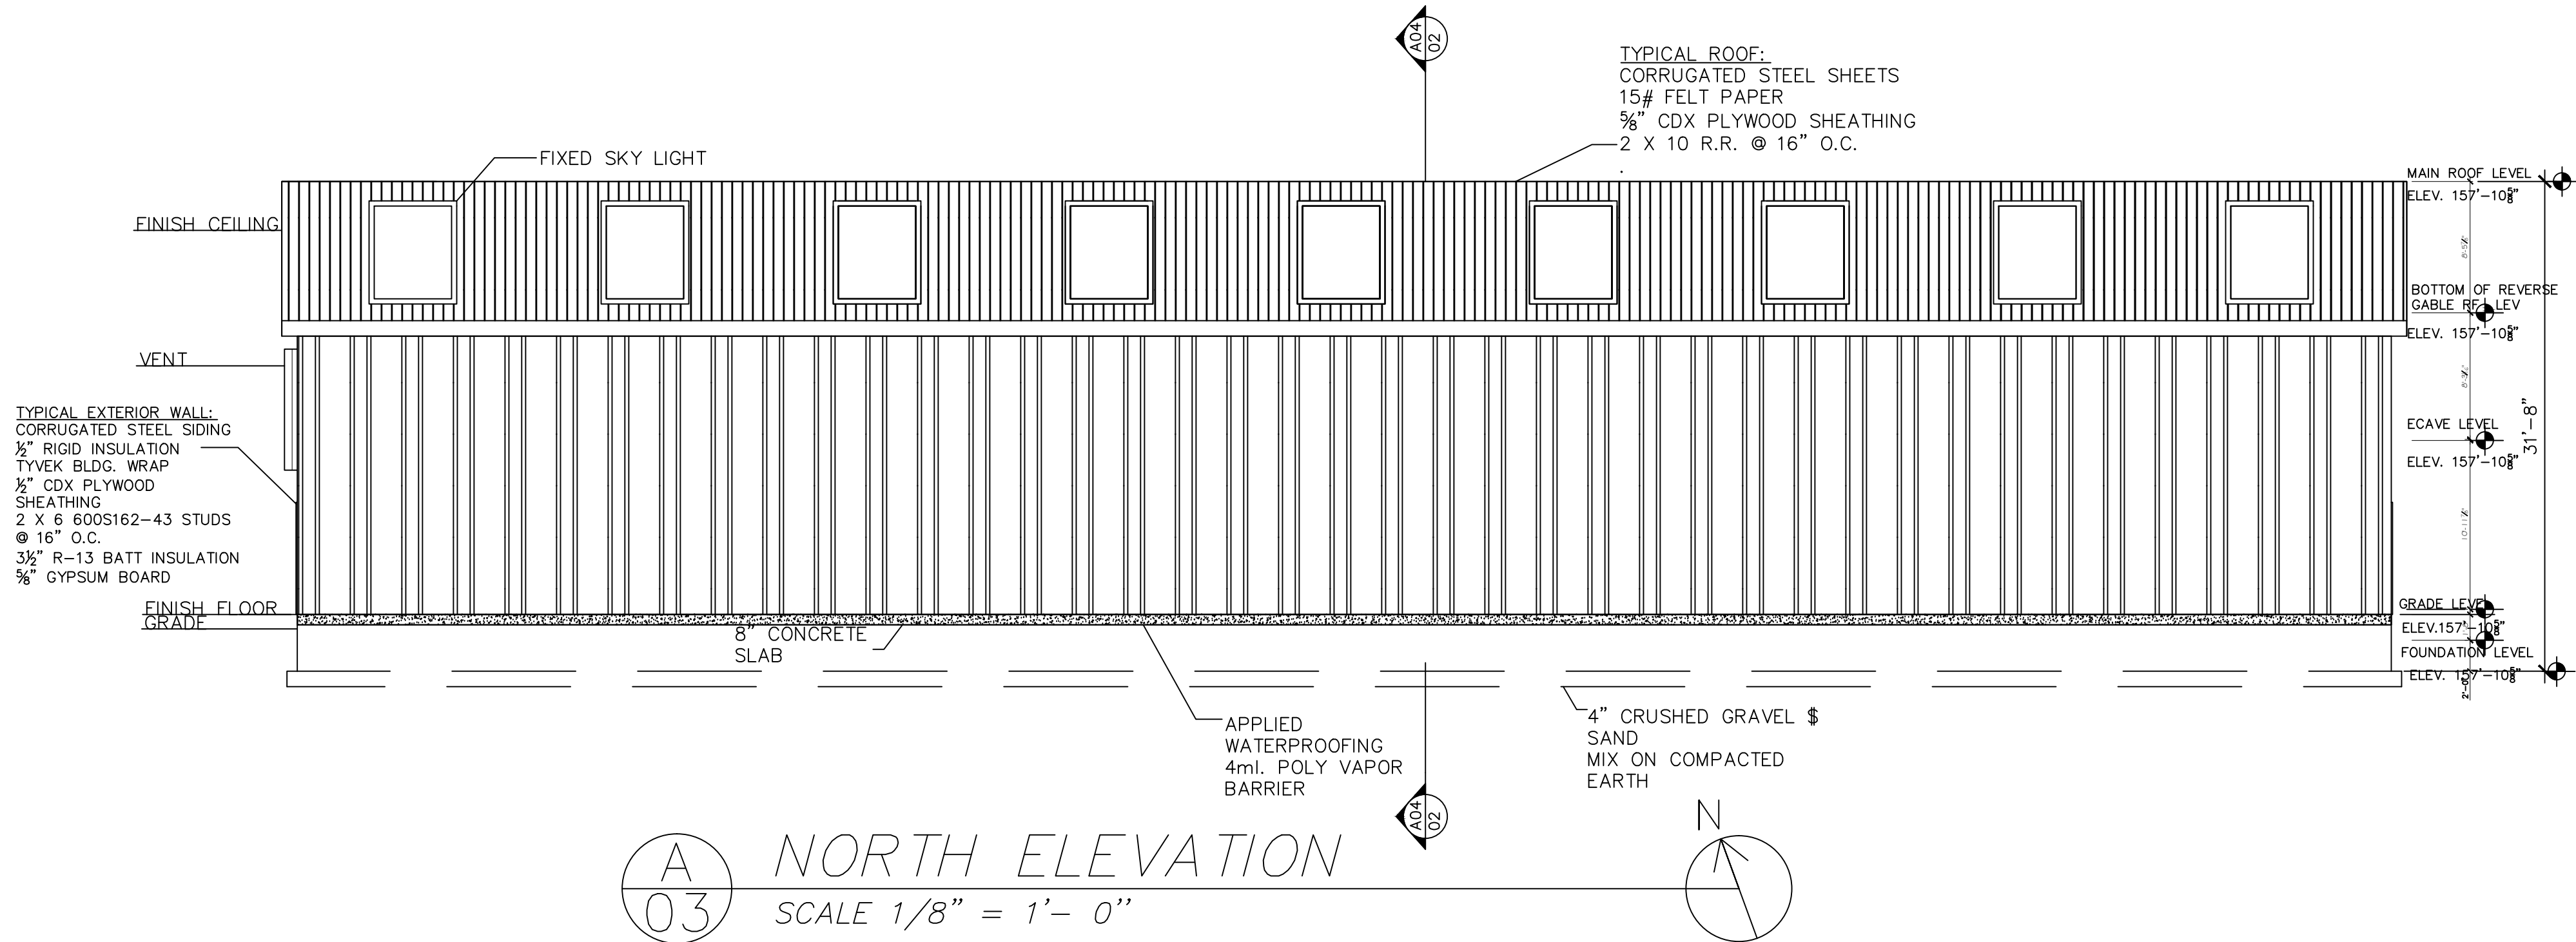 A04
02
TYPICAL ROOF:
CORRUGATED STEEL SHEETS
15# FELT PAPER
⅝" CDX PLYWOOD SHEATHING
2 X 10 R.R. @ 16" O.C.
.
FIXED SKY LIGHT
FINISH CEILING
VENT
TYPICAL EXTERIOR WALL:
CORRUGATED STEEL SIDING
½" RIGID INSULATION
TYVEK BLDG. WRAP
½" CDX PLYWOOD
SHEATHING
2 X 6 600S162-43 STUDS
@ 16" O.C.
3½" R-13 BATT INSULATION
⅝" GYPSUM BOARD
FINISH FLOOR
GRADE
8" CONCRETE
SLAB
MAIN ROOF LEVEL
ELEV. 157'-10⅝"
BOTTOM OF REVERSE
GABLE RF. LEV
ELEV. 157'-10⅝"
ECAVE LEVEL
ELEV. 157'-10⅝"
31'-8"
GRADE LEVEL
ELEV.157'-10⅝"
FOUNDATION LEVEL
ELEV. 157'-10⅝"
2'-0"
APPLIED
WATERPROOFING
4ml. POLY VAPOR
BARRIER
4" CRUSHED GRAVEL $
SAND
MIX ON COMPACTED
EARTH
A04
02
A
03
NORTH ELEVATION
SCALE 1/8" = 1'- 0"
N